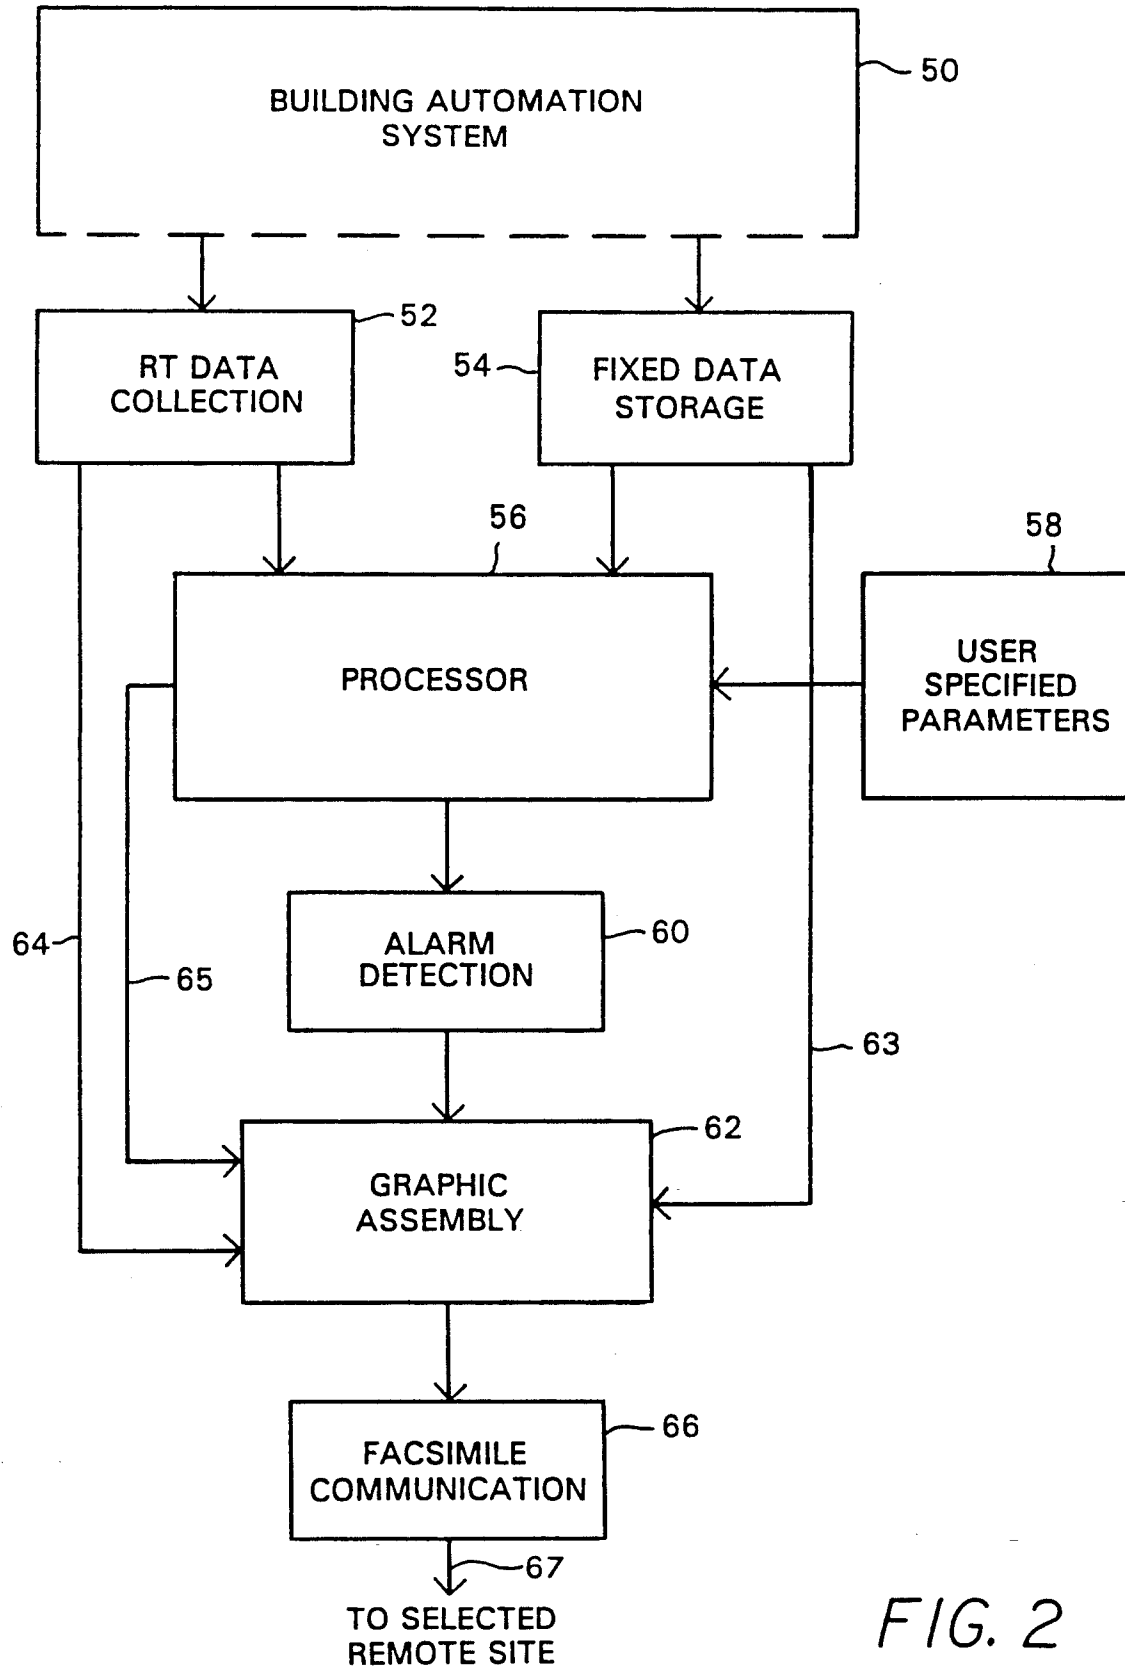 BUILDING AUTOMATION
SYSTEM
50
RT DATA
COLLECTION
52
54
FIXED DATA
STORAGE
56
58
PROCESSOR
USER
SPECIFIED
PARAMETERS
64
65
ALARM
DETECTION
60
63
62
GRAPHIC
ASSEMBLY
66
FACSIMILE
COMMUNICATION
67
TO SELECTED
REMOTE SITE
FIG. 2